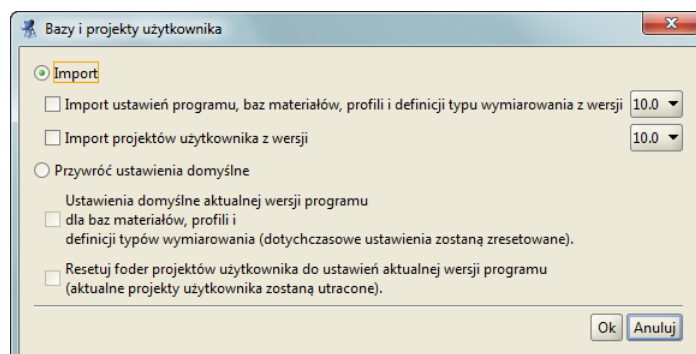 Bazy i projekty użytkownika
Import
Import ustawień programu, baz materiałów, profili i definicji typu wymiarowania z wersji 10.0
Import projektów użytkownika z wersji 10.0
Przywróć ustawienia domyślne
Ustawienia domyślne aktualnej wersji programu
dla baz materiałów, profili i
definicji typów wymiarowania (dotychczasowe ustawienia zostaną zresetowane).
Resetuj foder projektów użytkownika do ustawień aktualnej wersji programu
(aktualne projekty użytkownika zostaną utracone).
Ok Anuluj